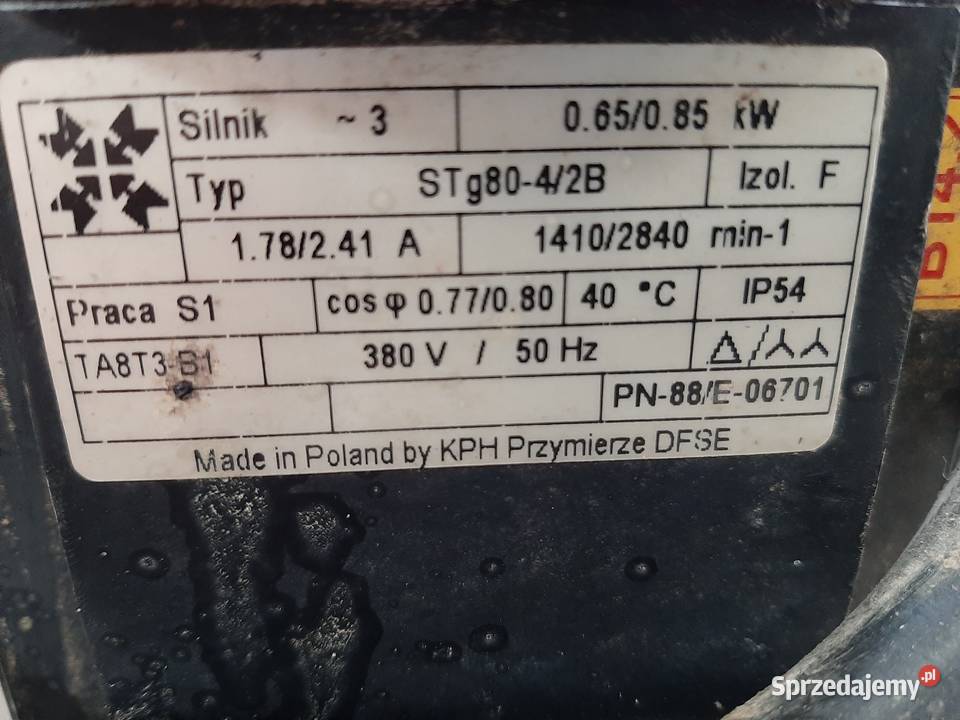 Silnik ~ 3 0.65/0.85 kW
Typ STg80-4/2B Izol. F
1.78/2.41 A 1410/2840 min-1
Praca S1 cos φ 0.77/0.80 40 °C IP54
TA8T3-B1 380 V / 50 Hz Δ/⅄⅄
PN-88/E-06701
Made in Poland by KPH Przymierze DFSE
B 14
Sprzedajemy.pl